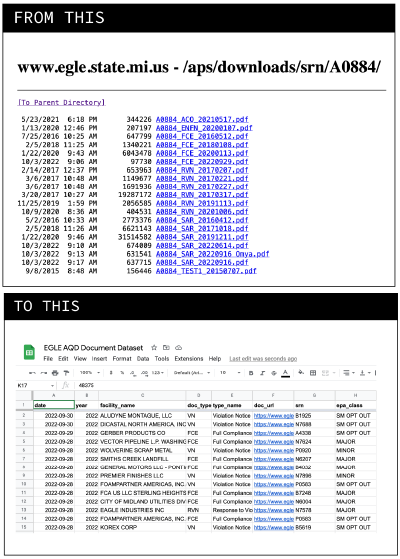 FROM THIS
www.egle.state.mi.us - /aps/downloads/srn/A0884/
[To Parent Directory]
5/23/2021 6:18 PM 344226 A0884_ACO_20210517.pdf
1/13/2020 12:46 PM 207197 A0884_ENFN_20200107.pdf
7/25/2016 10:25 AM 647799 A0884_FCE_20160512.pdf
2/5/2018 11:25 AM 1340221 A0884_FCE_20180108.pdf
1/22/2020 9:43 AM 6043478 A0884_FCE_20200113.pdf
10/3/2022 9:06 AM 97730 A0884_FCE_20220929.pdf
2/14/2017 12:37 PM 653963 A0884_RVN_20170207.pdf
3/6/2017 10:48 AM 1149677 A0884_RVN_20170221.pdf
3/6/2017 10:48 AM 1691936 A0884_RVN_20170227.pdf
3/20/2017 10:27 AM 19287172 A0884_RVN_20170317.pdf
11/25/2019 1:59 PM 2056585 A0884_RVN_20191113.pdf
10/9/2020 8:36 AM 404531 A0884_RVN_20201006.pdf
5/2/2016 10:33 AM 2773376 A0884_SAR_20160412.pdf
2/5/2018 11:26 AM 6621143 A0884_SAR_20171018.pdf
1/22/2020 9:46 AM 31514582 A0884_SAR_20191211.pdf
10/3/2022 9:10 AM 674009 A0884_SAR_20220614.pdf
10/3/2022 9:13 AM 631541 A0884_SAR_20220916_Omya.pdf
10/3/2022 9:17 AM 637715 A0884_SAR_20220916.pdf
9/8/2015 8:48 AM 156446 A0884_TEST1_20150707.pdf
TO THIS
EGLE AQD Document Dataset
File Edit View Insert Format Data Tools Extensions Help Last edit was seconds ago
100% $ % .0 .00 123 Default (Ari... 10 B I S A
K17 fx 48375
A B C D E F G H
1 date year facility_name doc_type type_name doc_url srn epa_class
2 2022-09-30 2022 ALUDYNE MONTAGUE, LLC VN Violation Notice https://www.egle B1925 SM OPT OUT
3 2022-09-30 2022 DICASTAL NORTH AMERICA, INC VN Violation Notice https://www.egle N7688 SM OPT OUT
4 2022-09-28 2022 GERBER PRODUCTS CO FCE Full Compliance https://www.egle A4338 SM OPT OUT
5 2022-09-28 2022 VECTOR PIPELINE L.P. WASHING FCE Full Compliance https://www.egle N7624 MAJOR
6 2022-09-28 2022 WOLVERINE SCRAP METAL VN Violation Notice https://www.egle P0920 MINOR
7 2022-09-28 2022 SMITHS CREEK LANDFILL FCE Full Compliance https://www.egle N6207 MAJOR
8 2022-09-28 2022 GENERAL MOTORS LLC - PONTI FCE Full Compliance https://www.egle B4032 MAJOR
9 2022-09-28 2022 PREMIER FINISHES LLC VN Violation Notice https://www.egle N7896 MINOR
10 2022-09-28 2022 FOAMPARTNER AMERICAS, INC. VN Violation Notice https://www.egle P0563 SM OPT OUT
11 2022-09-28 2022 FCA US LLC STERLING HEIGHTS FCE Full Compliance https://www.egle B7248 MAJOR
12 2022-09-28 2022 CITY OF MIDLAND UTILITIES DIV FCE Full Compliance https://www.egle N6004 MAJOR
13 2022-09-28 2022 EAGLE INDUSTRIES INC RVN Response to Vio https://www.egle N7578 MAJOR
14 2022-09-28 2022 FOAMPARTNER AMERICAS, INC. FCE Full Compliance https://www.egle P0563 SM OPT OUT
15 2022-09-28 2022 KOREX CORP VN Violation Notice https://www.egle B5619 SM OPT OUT